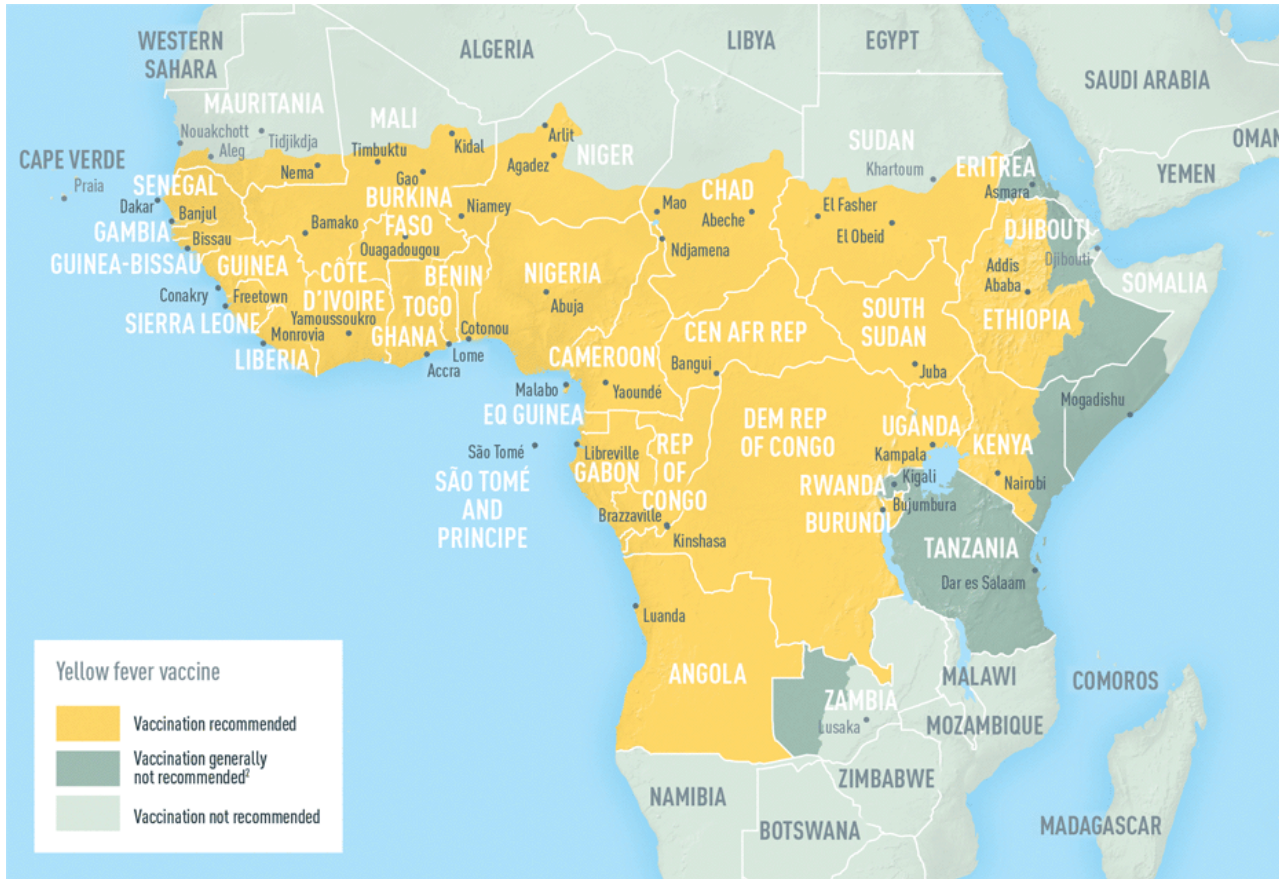 WESTERN
SAHARA
ALGERIA
LIBYA
EGYPT
SAUDI ARABIA
OMAN
YEMEN
MAURITANIA
Nouakchott
Aleg
Tidjikdja
MALI
Timbuktu
Kidal
Arlit
Agadez
NIGER
SUDAN
Khartoum
ERITREA
Asmara
CAPE VERDE
Praia
Nema
Gao
SENEGAL
Dakar
Banjul
GAMBIA
Bissau
GUINEA-BISSAU
BURKINA
FASO
Niamey
Ouagadougou
Bamako
CHAD
Mao
Abeche
Ndjamena
El Fasher
El Obeid
DJIBOUTI
Djibouti
Addis
Ababa
SOMALIA
GUINEA
Conakry
Freetown
SIERRA LEONE
CÔTE
D'IVOIRE
Yamoussoukro
Monrovia
LIBERIA
BENIN
TOGO
GHANA
Cotonou
Lome
Accra
NIGERIA
Abuja
SOUTH
SUDAN
ETHIOPIA
CEN AFR REP
Bangui
Juba
CAMEROON
Malabo
Yaoundé
EQ GUINEA
Mogadishu
São Tomé
SÃO TOMÉ
AND
PRINCIPE
Libreville
GABON
REP
OF
CONGO
Brazzaville
Kinshasa
DEM REP
OF CONGO
UGANDA
Kampala
KENYA
Nairobi
RWANDA
Kigali
Bujumbura
BURUNDI
TANZANIA
Dar es Salaam
Luanda
ANGOLA
ZAMBIA
Lusaka
MALAWI
COMOROS
MOZAMBIQUE
ZIMBABWE
NAMIBIA
BOTSWANA
MADAGASCAR
Yellow fever vaccine
Vaccination recommended
Vaccination generally
not recommended²
Vaccination not recommended